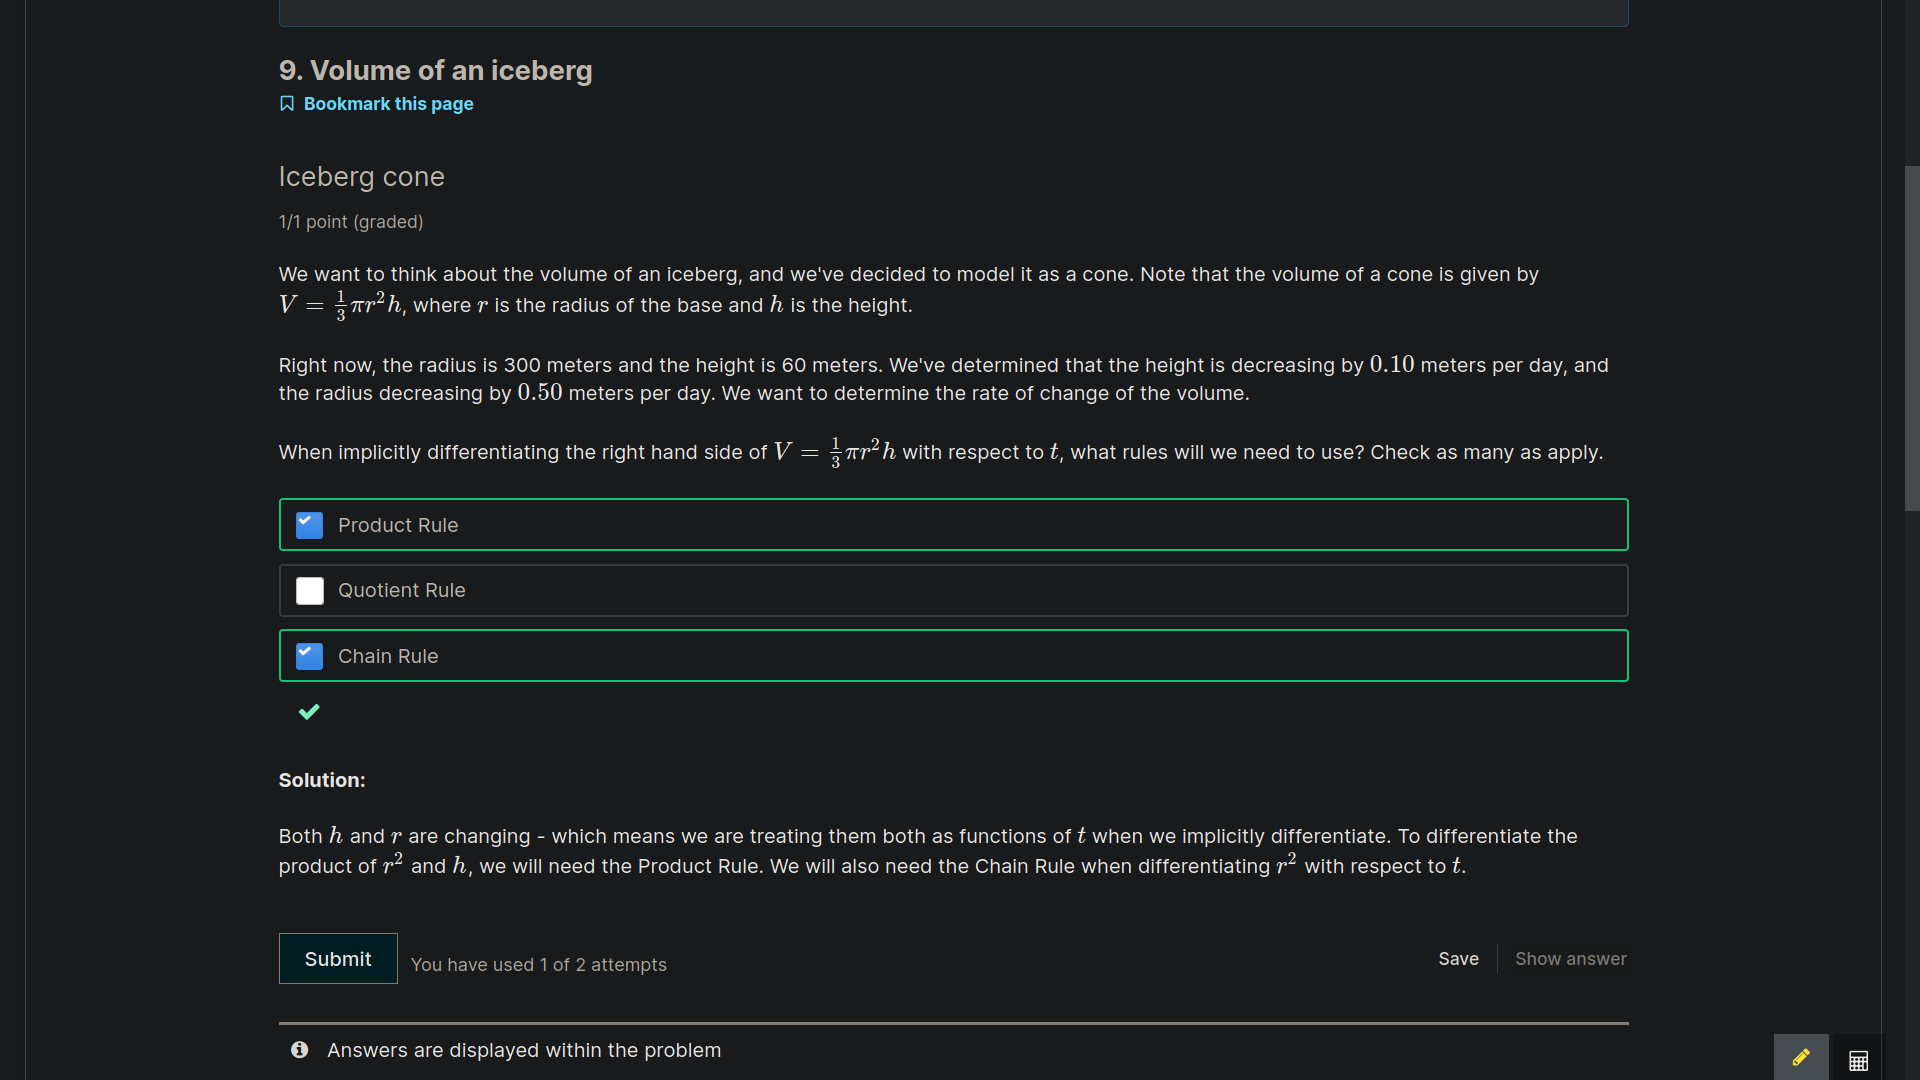 9. Volume of an iceberg
Bookmark this page
Iceberg cone
1/1 point (graded)
We want to think about the volume of an iceberg, and we've decided to model it as a cone. Note that the volume of a cone is given by
V = \frac{1}{3}πr²h, where r is the radius of the base and h is the height.
Right now, the radius is 300 meters and the height is 60 meters. We've determined that the height is decreasing by 0.10 meters per day, and
the radius decreasing by 0.50 meters per day. We want to determine the rate of change of the volume.
When implicitly differentiating the right hand side of V = \frac{1}{3}πr²h with respect to t, what rules will we need to use? Check as many as apply.
Product Rule
Quotient Rule
Chain Rule
Solution:
Both h and r are changing - which means we are treating them both as functions of t when we implicitly differentiate. To differentiate the
product of r² and h, we will need the Product Rule. We will also need the Chain Rule when differentiating r² with respect to t.
Submit You have used 1 of 2 attempts Save Show answer
Answers are displayed within the problem